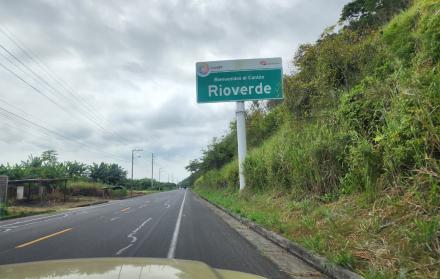 Bienvenidos al Cantón
Rioverde